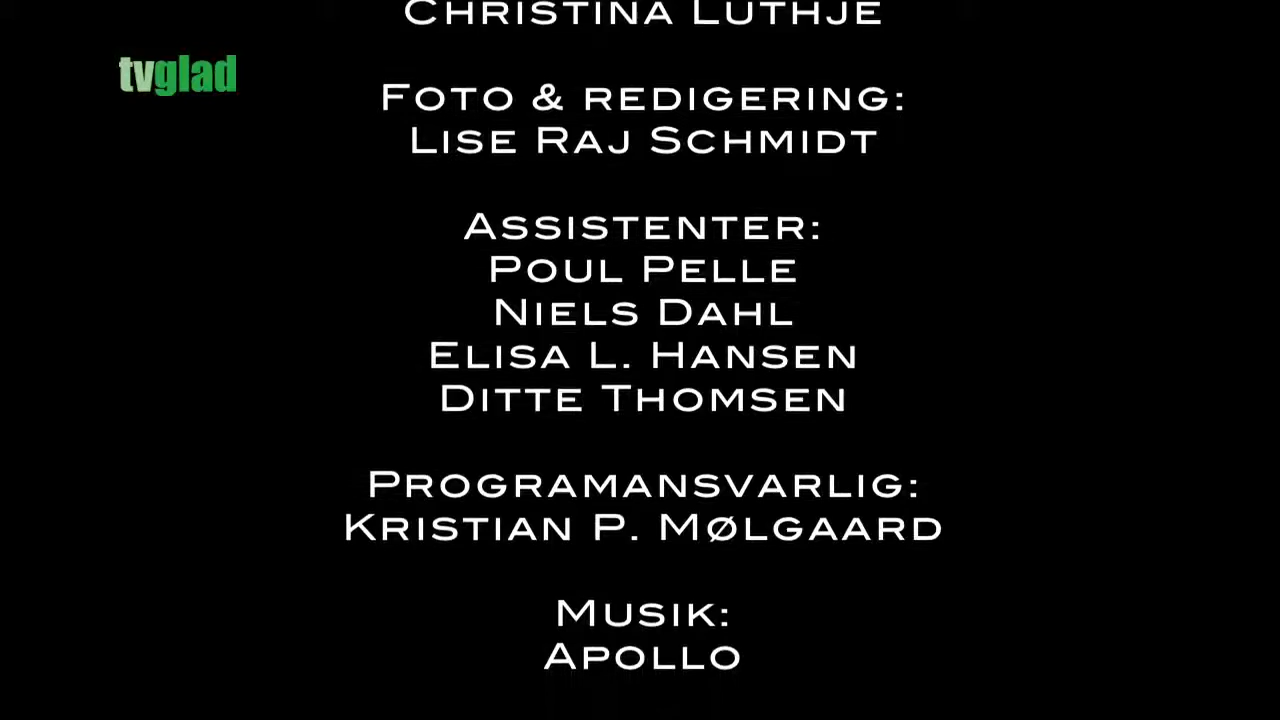 CHRISTINA LUTHJE
tvglad
FOTO & REDIGERING:
LISE RAJ SCHMIDT
ASSISTENTER:
POUL PELLE
NIELS DAHL
ELISA L. HANSEN
DITTE THOMSEN
PROGRAMANSVARLIG:
KRISTIAN P. MØLGAARD
MUSIK:
APOLLO